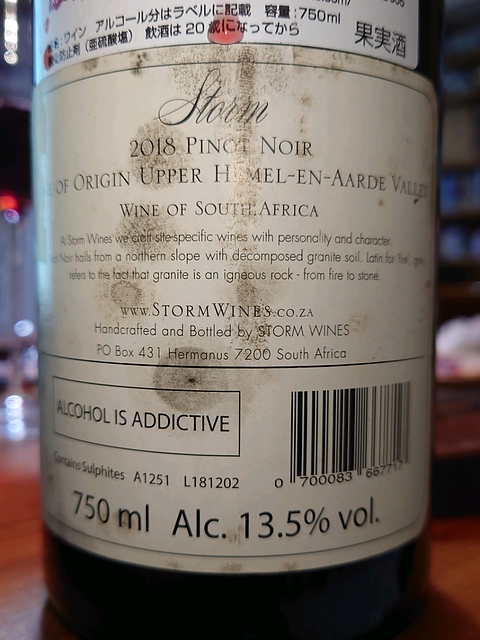 ワイン アルコール分はラベルに記載 容量:750ml
防止剤(亜硫酸塩) 飲酒は20歳になってから
果実酒
Storm
2018 PINOT NOIR
OF ORIGIN UPPER HEMEL-EN-AARDE VALLEY
WINE OF SOUTH AFRICA
At Storm Wines we craft site-specific wines with personality and character.
Noir hails from a northern slope with decomposed granite soil. Latin for 'fire',
refers to the fact that granite is an igneous rock - from fire to stone.
www.STORMWINES.co.za
Handcrafted and Bottled by STORM WINES
PO Box 431 Hermanus 7200 South Africa
ALCOHOL IS ADDICTIVE
Contains Sulphites A1251 L181202
0 700083 667717
750 ml Alc. 13.5% vol.